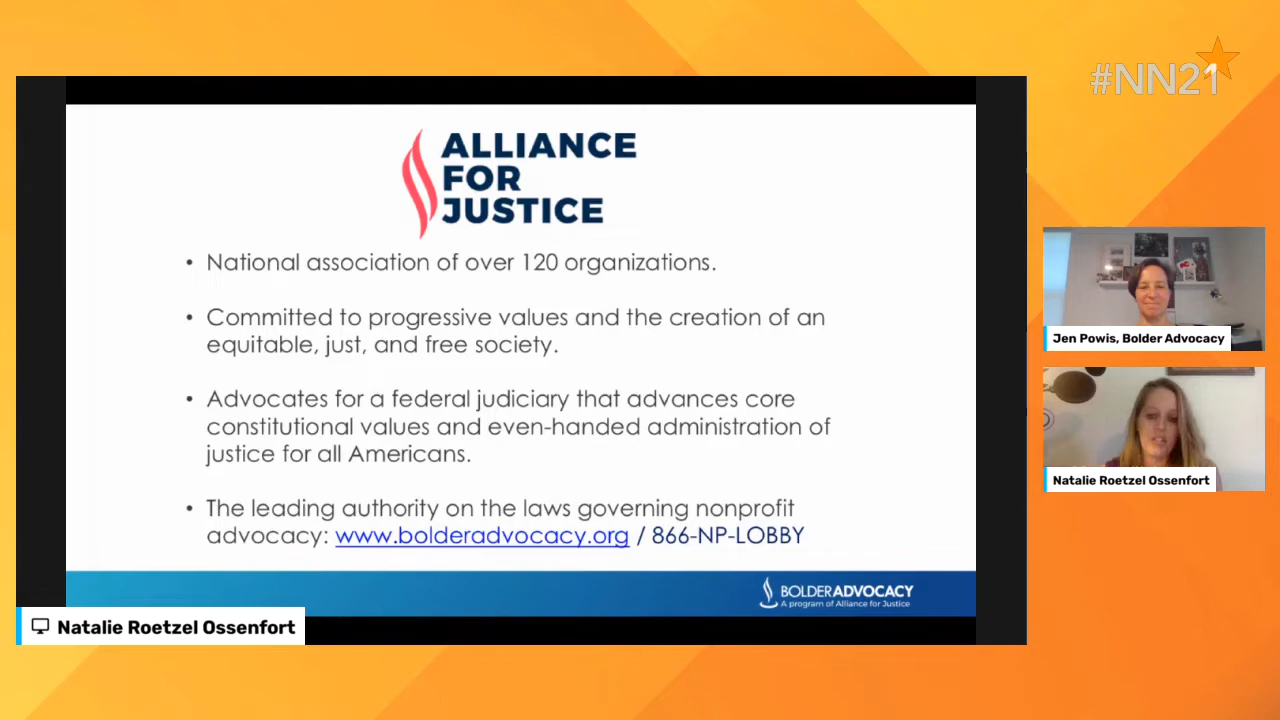 #NN21
ALLIANCE
FOR
JUSTICE
• National association of over 120 organizations.
• Committed to progressive values and the creation of an
equitable, just, and free society.
• Advocates for a federal judiciary that advances core
constitutional values and even-handed administration of
justice for all Americans.
• The leading authority on the laws governing nonprofit
advocacy: www.bolderadvocacy.org / 866-NP-LOBBY
BOLDERADVOCACY
A program of Alliance for Justice
Natalie Roetzel Ossenfort
Jen Powis, Bolder Advocacy
Natalie Roetzel Ossenfort